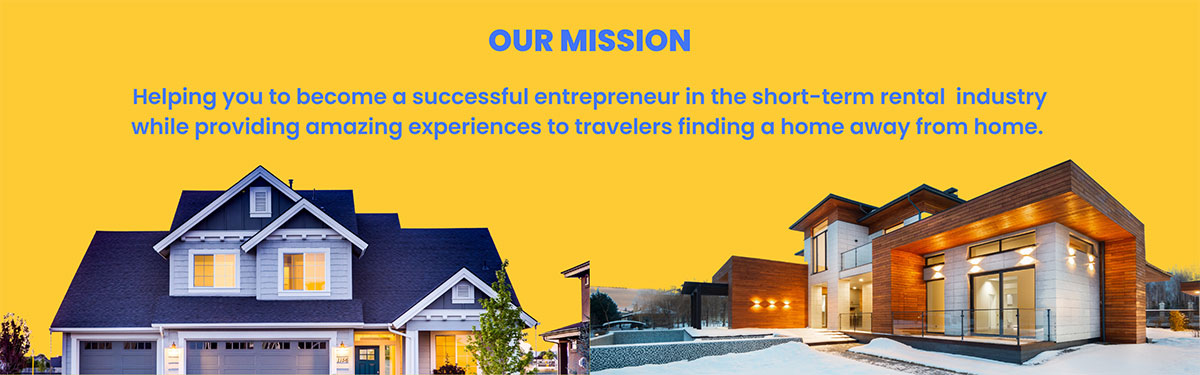 OUR MISSION
Helping you to become a successful entrepreneur in the short-term rental  industry
while providing amazing experiences to travelers finding a home away from home.